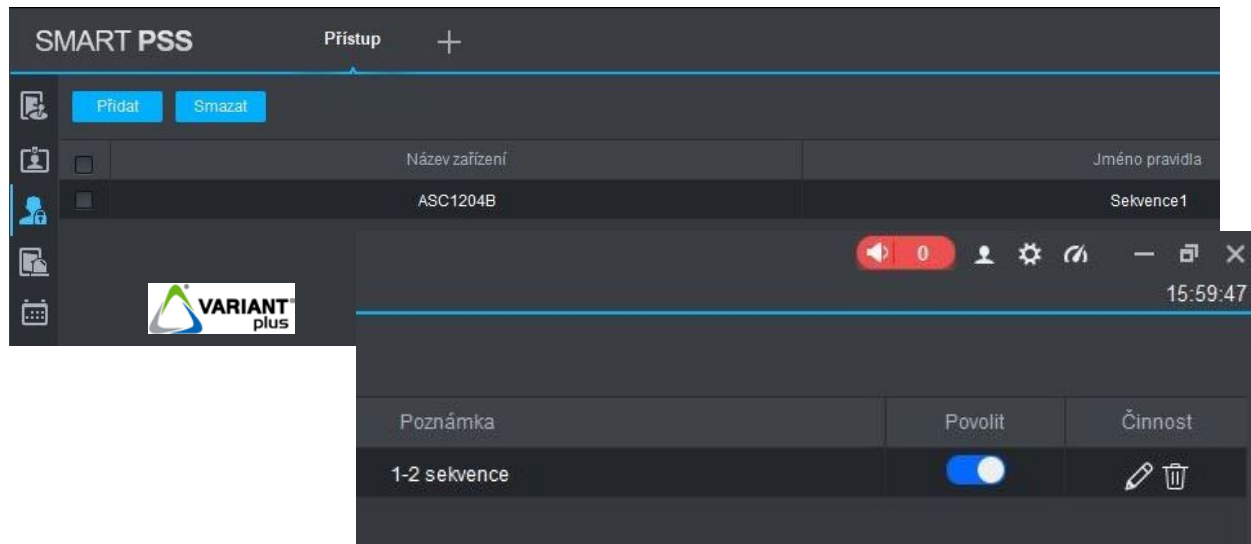 SMART PSS
Přístup
Přidat
Smazat
Název zařízení
Jméno pravidla
ASC1204B
Sekvence1
0
15:59:47
VARIANT
plus
Poznámka
Povolit
Činnost
1-2 sekvence